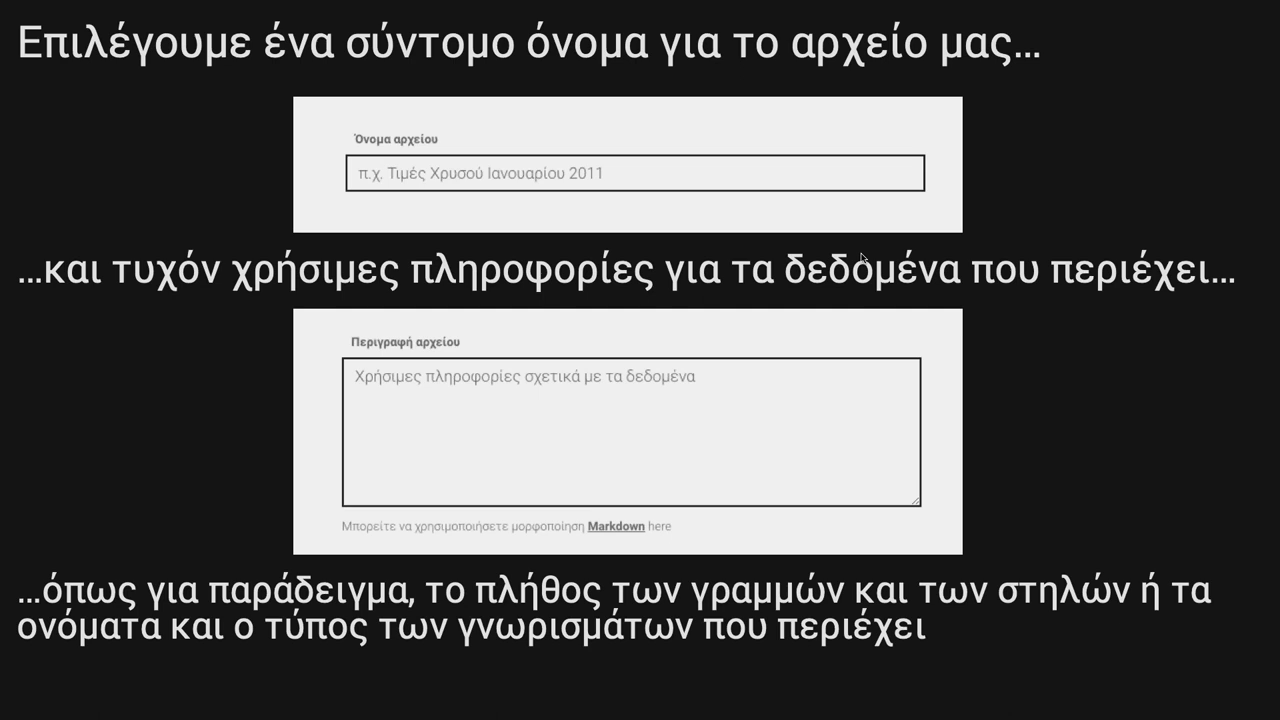 Επιλέγουμε ένα σύντομο όνομα για το αρχείο μας...
Όνομα αρχείου
π.χ. Τιμές Χρυσού Ιανουαρίου 2011
...και τυχόν χρήσιμες πληροφορίες για τα δεδομένα που περιέχει...
Περιγραφή αρχείου
Χρήσιμες πληροφορίες σχετικά με τα δεδομένα
Μπορείτε να χρησιμοποιήσετε μορφοποίηση Markdown here
...όπως για παράδειγμα, το πλήθος των γραμμών και των στηλών ή τα
ονόματα και ο τύπος των γνωρισμάτων που περιέχει